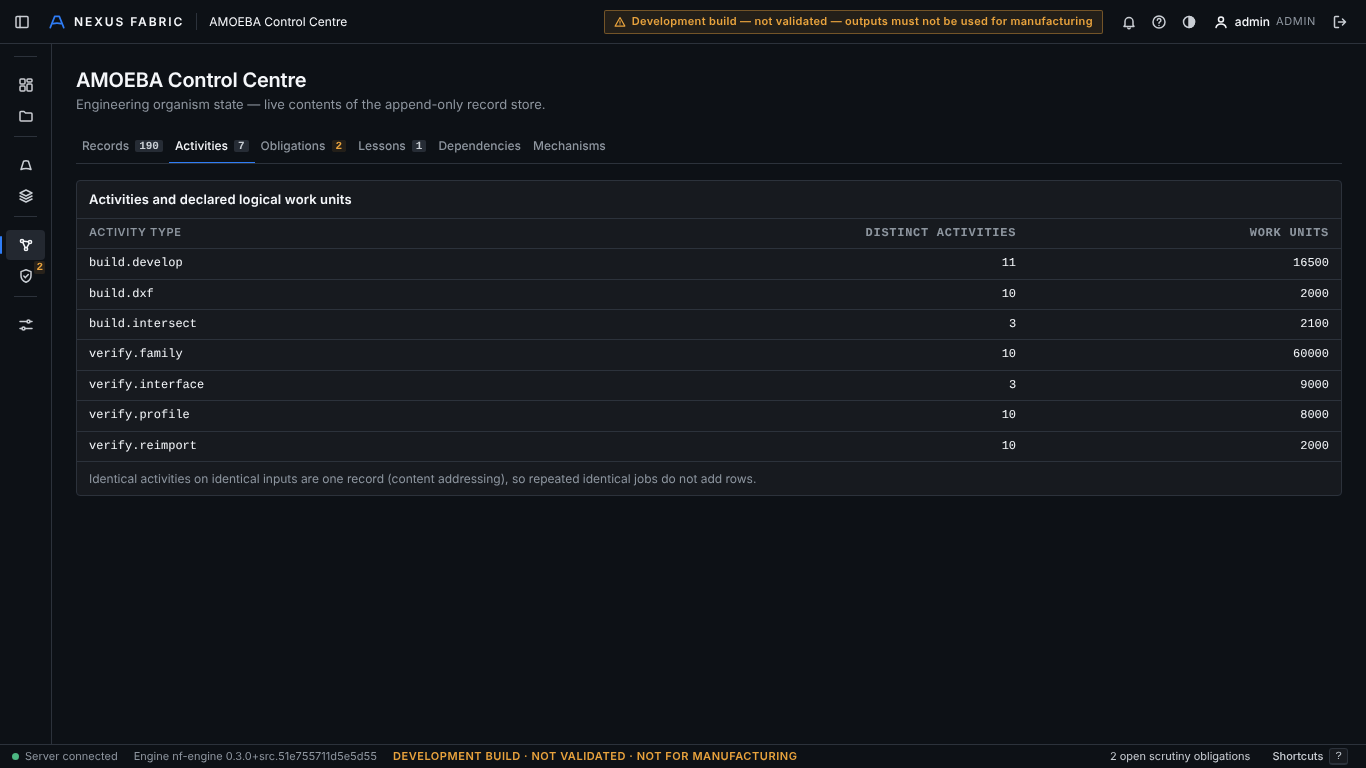 NEXUS FABRIC AMOEBA Control Centre Development build — not validated — outputs must not be used for manufacturing admin ADMIN
AMOEBA Control Centre
Engineering organism state — live contents of the append-only record store.
Records 190 Activities 7 Obligations 2 Lessons 1 Dependencies Mechanisms
Activities and declared logical work units
ACTIVITY TYPE DISTINCT ACTIVITIES WORK UNITS
build.develop 11 16500
2
build.dxf 10 2000
build.intersect 3 2100
verify.family 10 60000
verify.interface 3 9000
verify.profile 10 8000
verify.reimport 10 2000
Identical activities on identical inputs are one record (content addressing), so repeated identical jobs do not add rows.
Server connected Engine nf-engine 0.3.0+src.51e755711d5e5d55 DEVELOPMENT BUILD · NOT VALIDATED · NOT FOR MANUFACTURING 2 open scrutiny obligations Shortcuts ?